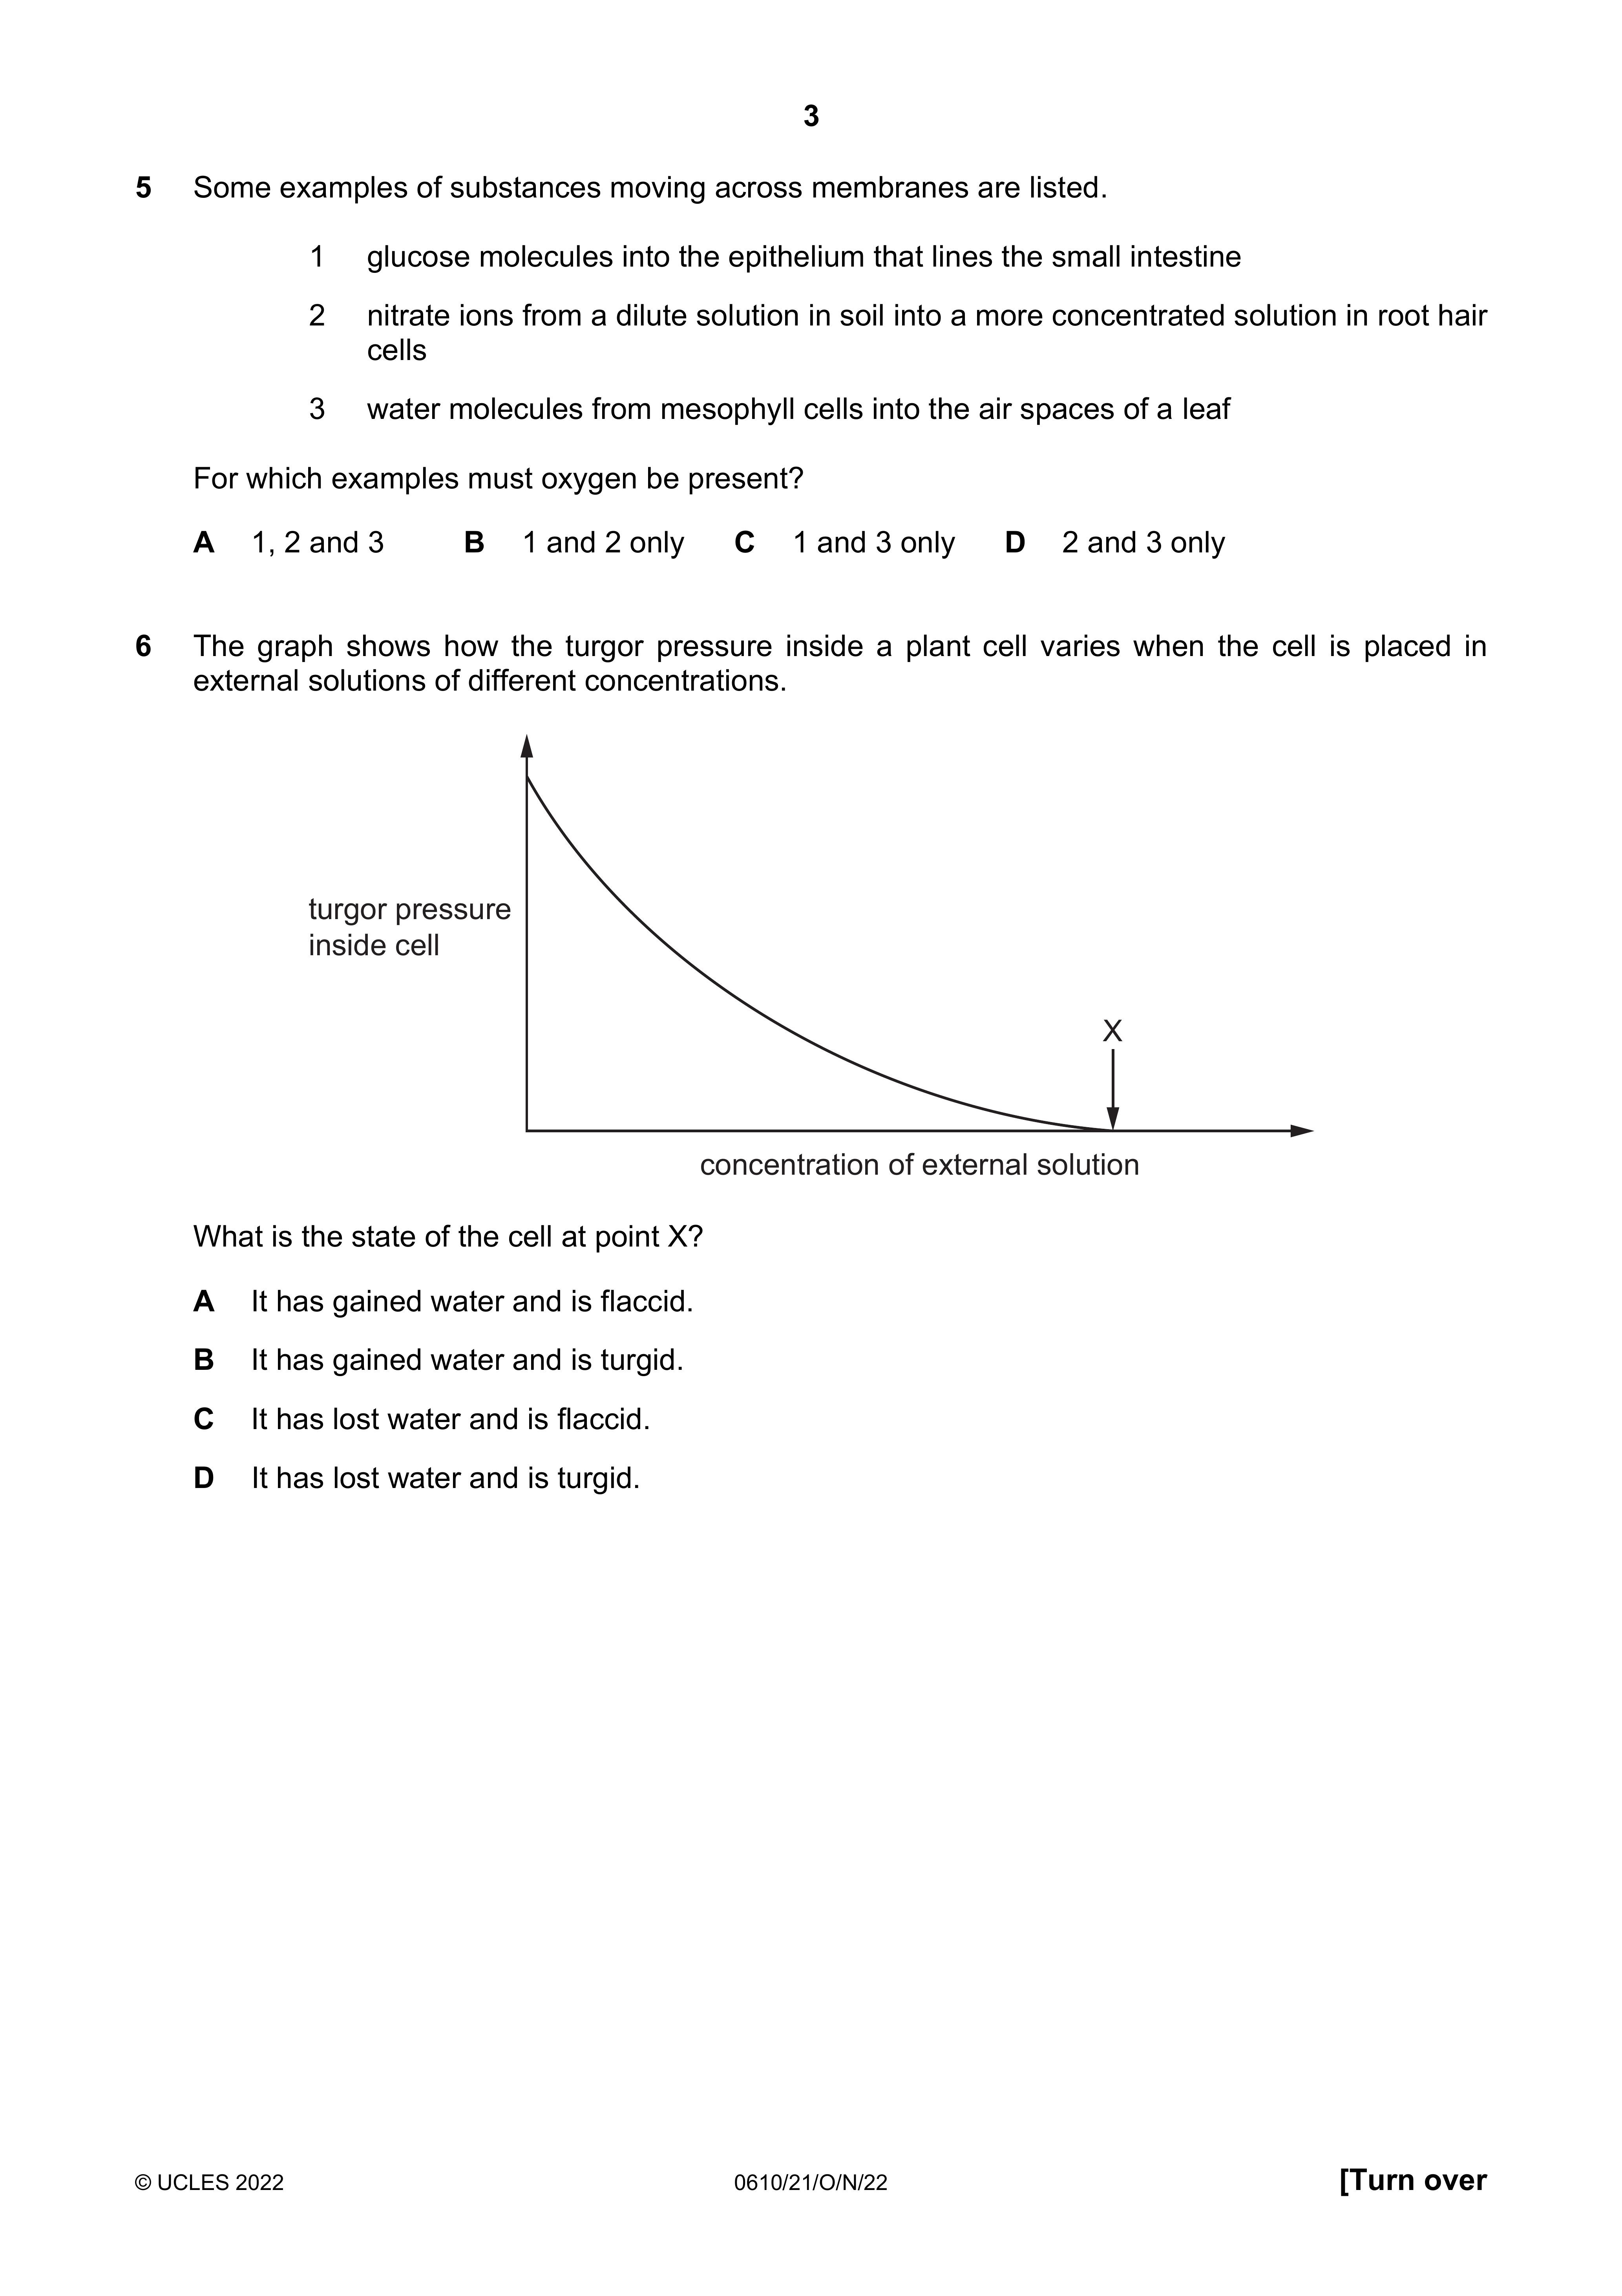 3
5 Some examples of substances moving across membranes are listed.
1 glucose molecules into the epithelium that lines the small intestine
2 nitrate ions from a dilute solution in soil into a more concentrated solution in root hair
cells
3 water molecules from mesophyll cells into the air spaces of a leaf
For which examples must oxygen be present?
A 1, 2 and 3 B 1 and 2 only C 1 and 3 only D 2 and 3 only
6 The graph shows how the turgor pressure inside a plant cell varies when the cell is placed in
external solutions of different concentrations.
turgor pressure
inside cell
X
concentration of external solution
What is the state of the cell at point X?
A It has gained water and is flaccid.
B It has gained water and is turgid.
C It has lost water and is flaccid.
D It has lost water and is turgid.
© UCLES 2022 0610/21/O/N/22 [Turn over